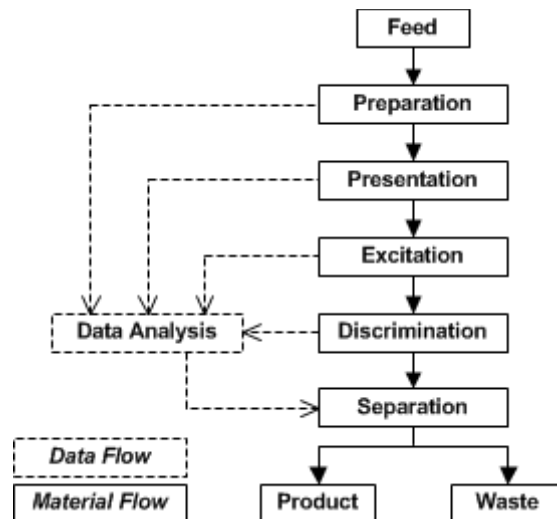 Feed
Preparation
Presentation
Excitation
Data Analysis
Discrimination
Separation
Data Flow
Material Flow
Product
Waste